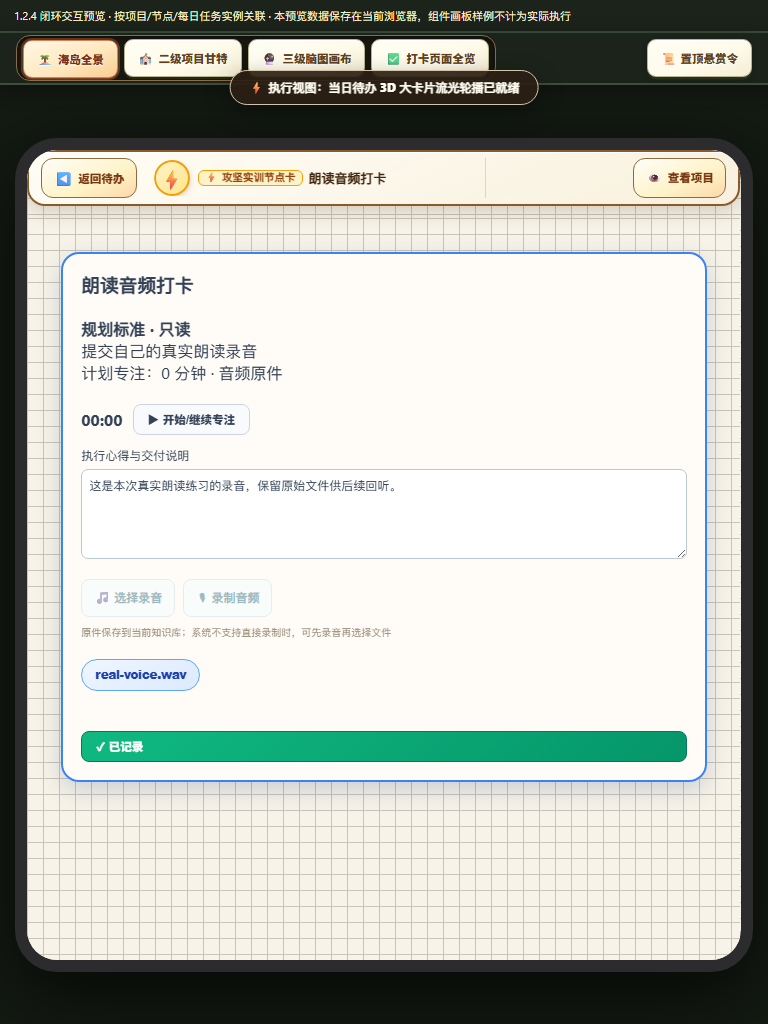 1.2.4 闭环交互预览 · 按项目/节点/每日任务实例关联 · 本预览数据保存在当前浏览器，组件画板样例不计为实际执行
🏝️ 海岛全景
🏰 二级项目甘特
🔮 三级脑图画布
✅ 打卡页面全览
📜 置顶悬赏令
⚡ 执行视图：当日待办 3D 大卡片流光轮播已就绪
◀️ 返回待办
⚡ 攻坚实训节点卡
朗读音频打卡
👁️ 查看项目
朗读音频打卡
规划标准 · 只读
提交自己的真实朗读录音
计划专注：0 分钟 · 音频原件
00:00
▶ 开始/继续专注
执行心得与交付说明
这是本次真实朗读练习的录音，保留原始文件供后续回听。
🎵 选择录音
🎙 录制音频
原件保存到当前知识库；系统不支持直接录制时，可先录音再选择文件
real-voice.wav
✓ 已记录